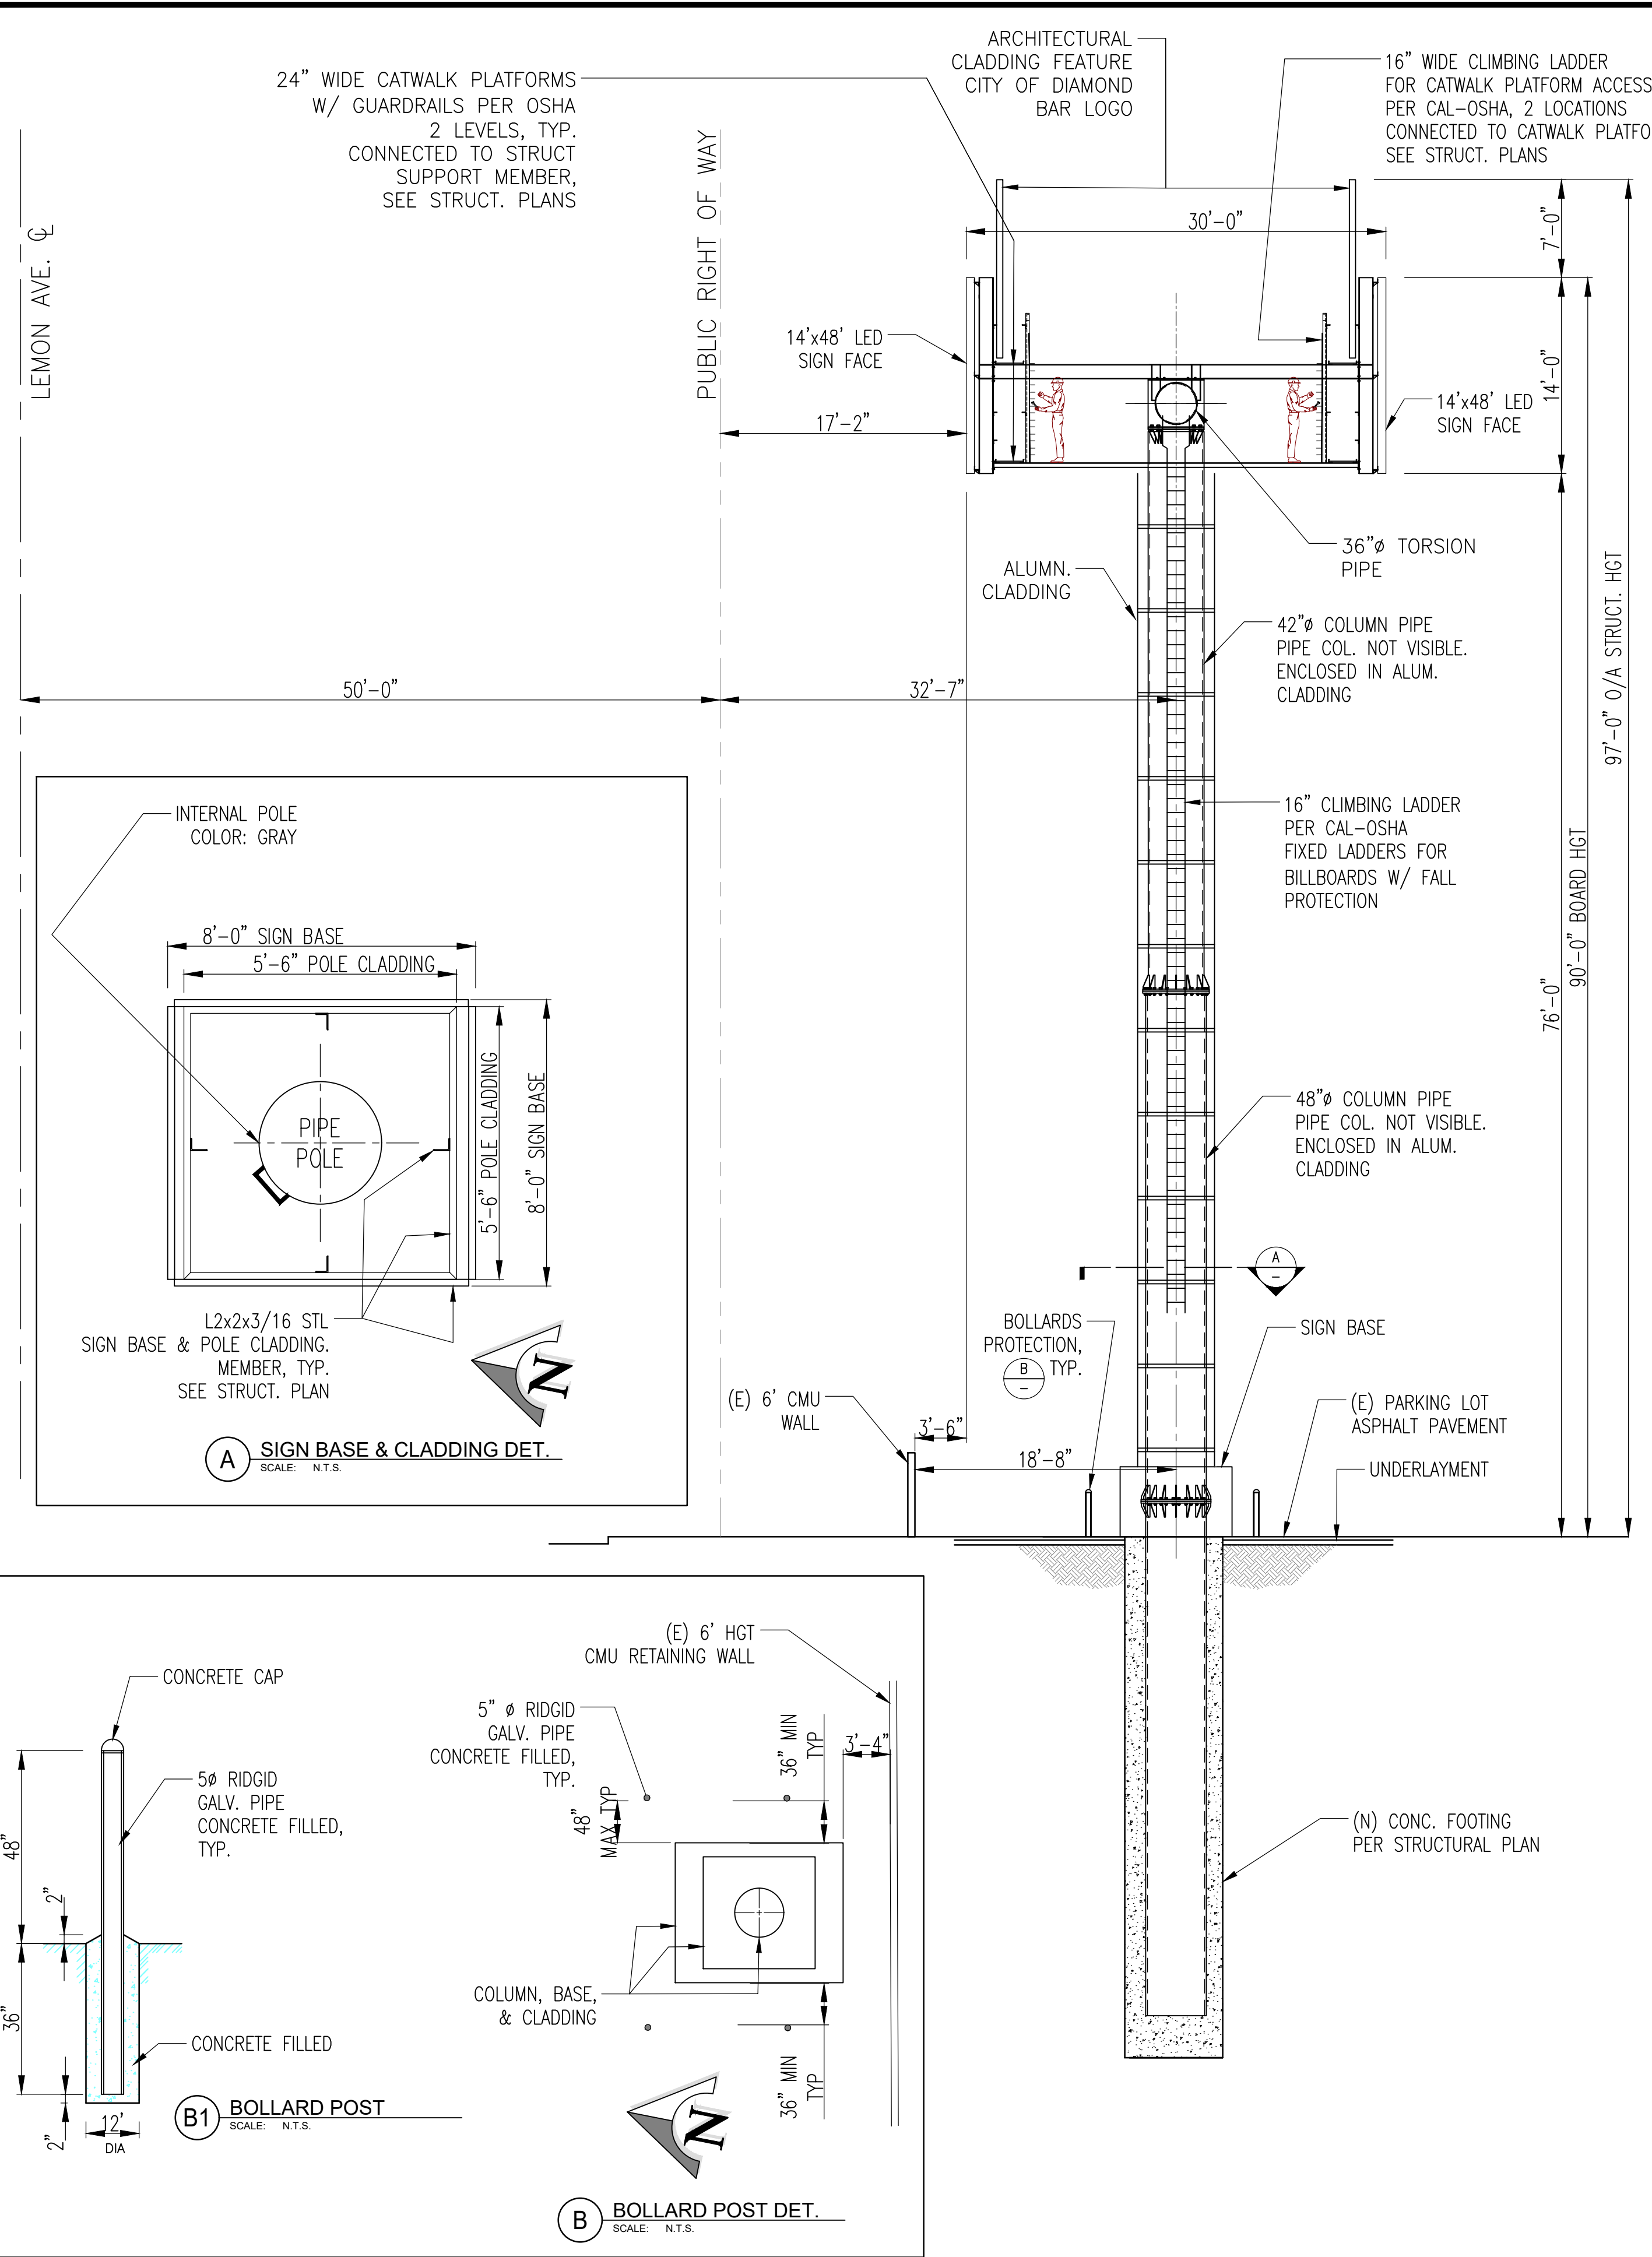 24" WIDE CATWALK PLATFORMS
W/ GUARDRAILS PER OSHA
2 LEVELS, TYP.
CONNECTED TO STRUCT
SUPPORT MEMBER,
SEE STRUCT. PLANS
ARCHITECTURAL
CLADDING FEATURE
CITY OF DIAMOND
BAR LOGO
16" WIDE CLIMBING LADDER
FOR CATWALK PLATFORM ACCESS
PER CAL-OSHA, 2 LOCATIONS
CONNECTED TO CATWALK PLATFO
SEE STRUCT. PLANS
LEMON AVE. ℄
PUBLIC RIGHT OF WAY
30'-0"
7'-0"
14'x48' LED
SIGN FACE
14'-0"
14'x48' LED
SIGN FACE
17'-2"
36"ø TORSION
PIPE
ALUMN.
CLADDING
42"ø COLUMN PIPE
PIPE COL. NOT VISIBLE.
ENCLOSED IN ALUM.
CLADDING
97'-0" O/A STRUCT. HGT
50'-0"
32'-7"
16" CLIMBING LADDER
PER CAL-OSHA
FIXED LADDERS FOR
BILLBOARDS W/ FALL
PROTECTION
90'-0" BOARD HGT
76'-0"
INTERNAL POLE
COLOR: GRAY
8'-0" SIGN BASE
5'-6" POLE CLADDING
PIPE
POLE
5'-6" POLE CLADDING
8'-0" SIGN BASE
48"ø COLUMN PIPE
PIPE COL. NOT VISIBLE.
ENCLOSED IN ALUM.
CLADDING
A
-
L2x2x3/16 STL
SIGN BASE & POLE CLADDING.
MEMBER, TYP.
SEE STRUCT. PLAN
N
A SIGN BASE & CLADDING DET.
SCALE: N.T.S.
BOLLARDS
PROTECTION,
B TYP.
-
SIGN BASE
(E) 6' CMU
WALL
3'-6"
18'-8"
(E) PARKING LOT
ASPHALT PAVEMENT
UNDERLAYMENT
CONCRETE CAP
5ø RIDGID
GALV. PIPE
CONCRETE FILLED,
TYP.
48"
2"
36"
CONCRETE FILLED
2"
12'
DIA
B1 BOLLARD POST
SCALE: N.T.S.
(E) 6' HGT
CMU RETAINING WALL
5" ø RIDGID
GALV. PIPE
CONCRETE FILLED,
TYP.
48"
MAX TYP
36" MIN
TYP
3'-4"
COLUMN, BASE,
& CLADDING
36" MIN
TYP
N
B BOLLARD POST DET.
SCALE: N.T.S.
(N) CONC. FOOTING
PER STRUCTURAL PLAN